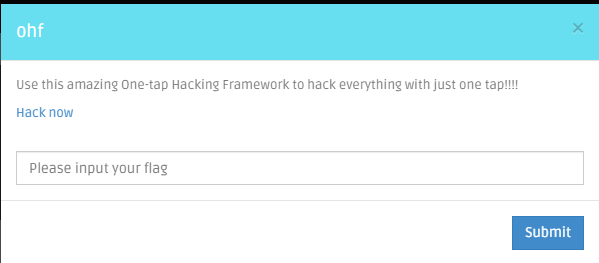 ohf
×
Use this amazing One-tap Hacking Framework to hack everything with just one tap!!!!
Hack now
Please input your flag
Submit